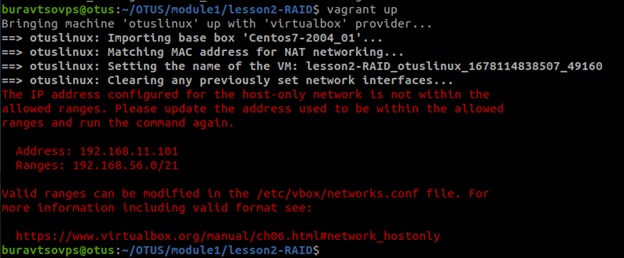 buravtsovps@otus:~/OTUS/module1/lesson2-RAID$ vagrant up
Bringing machine 'otuslinux' up with 'virtualbox' provider...
==> otuslinux: Importing base box 'Centos7-2004_01'...
==> otuslinux: Matching MAC address for NAT networking...
==> otuslinux: Setting the name of the VM: lesson2-RAID_otuslinux_1678114838507_49160
==> otuslinux: Clearing any previously set network interfaces...
The IP address configured for the host-only network is not within the
allowed ranges. Please update the address used to be within the allowed
ranges and run the command again.
Address: 192.168.11.101
Ranges: 192.168.56.0/21
Valid ranges can be modified in the /etc/vbox/networks.conf file. For
more information including valid format see:
https://www.virtualbox.org/manual/ch06.html#network_hostonly
buravtsovps@otus:~/OTUS/module1/lesson2-RAID$